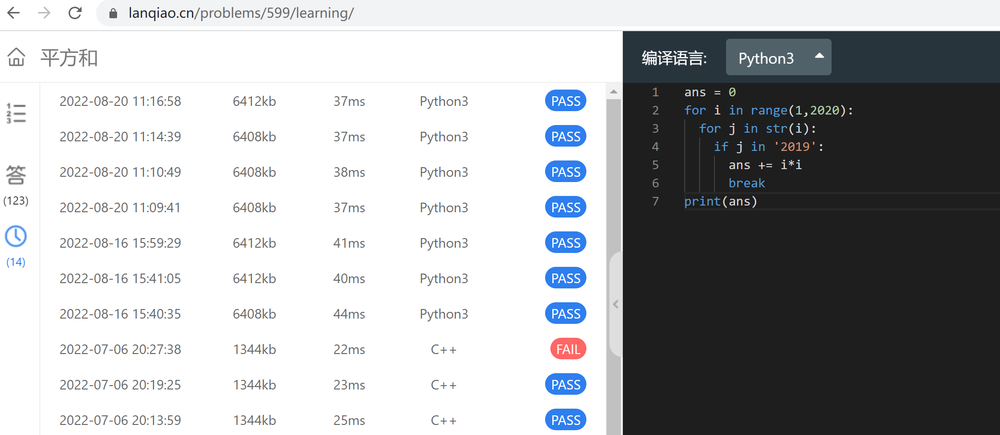 lanqiao.cn/problems/599/learning/
平方和
编译语言: Python3
2022-08-20 11:16:58 6412kb 37ms Python3 PASS
2022-08-20 11:14:39 6408kb 37ms Python3 PASS
2022-08-20 11:10:49 6408kb 38ms Python3 PASS
2022-08-20 11:09:41 6408kb 37ms Python3 PASS
2022-08-16 15:59:29 6412kb 41ms Python3 PASS
2022-08-16 15:41:05 6412kb 40ms Python3 PASS
2022-08-16 15:40:35 6408kb 44ms Python3 PASS
2022-07-06 20:27:38 1344kb 22ms C++ FAIL
2022-07-06 20:19:25 1344kb 23ms C++ PASS
2022-07-06 20:13:59 1344kb 25ms C++ PASS
1
2
3
答
(123)
(14)
1 ans = 0
2 for i in range(1,2020):
3 for j in str(i):
4 if j in '2019':
5 ans += i*i
6 break
7 print(ans)